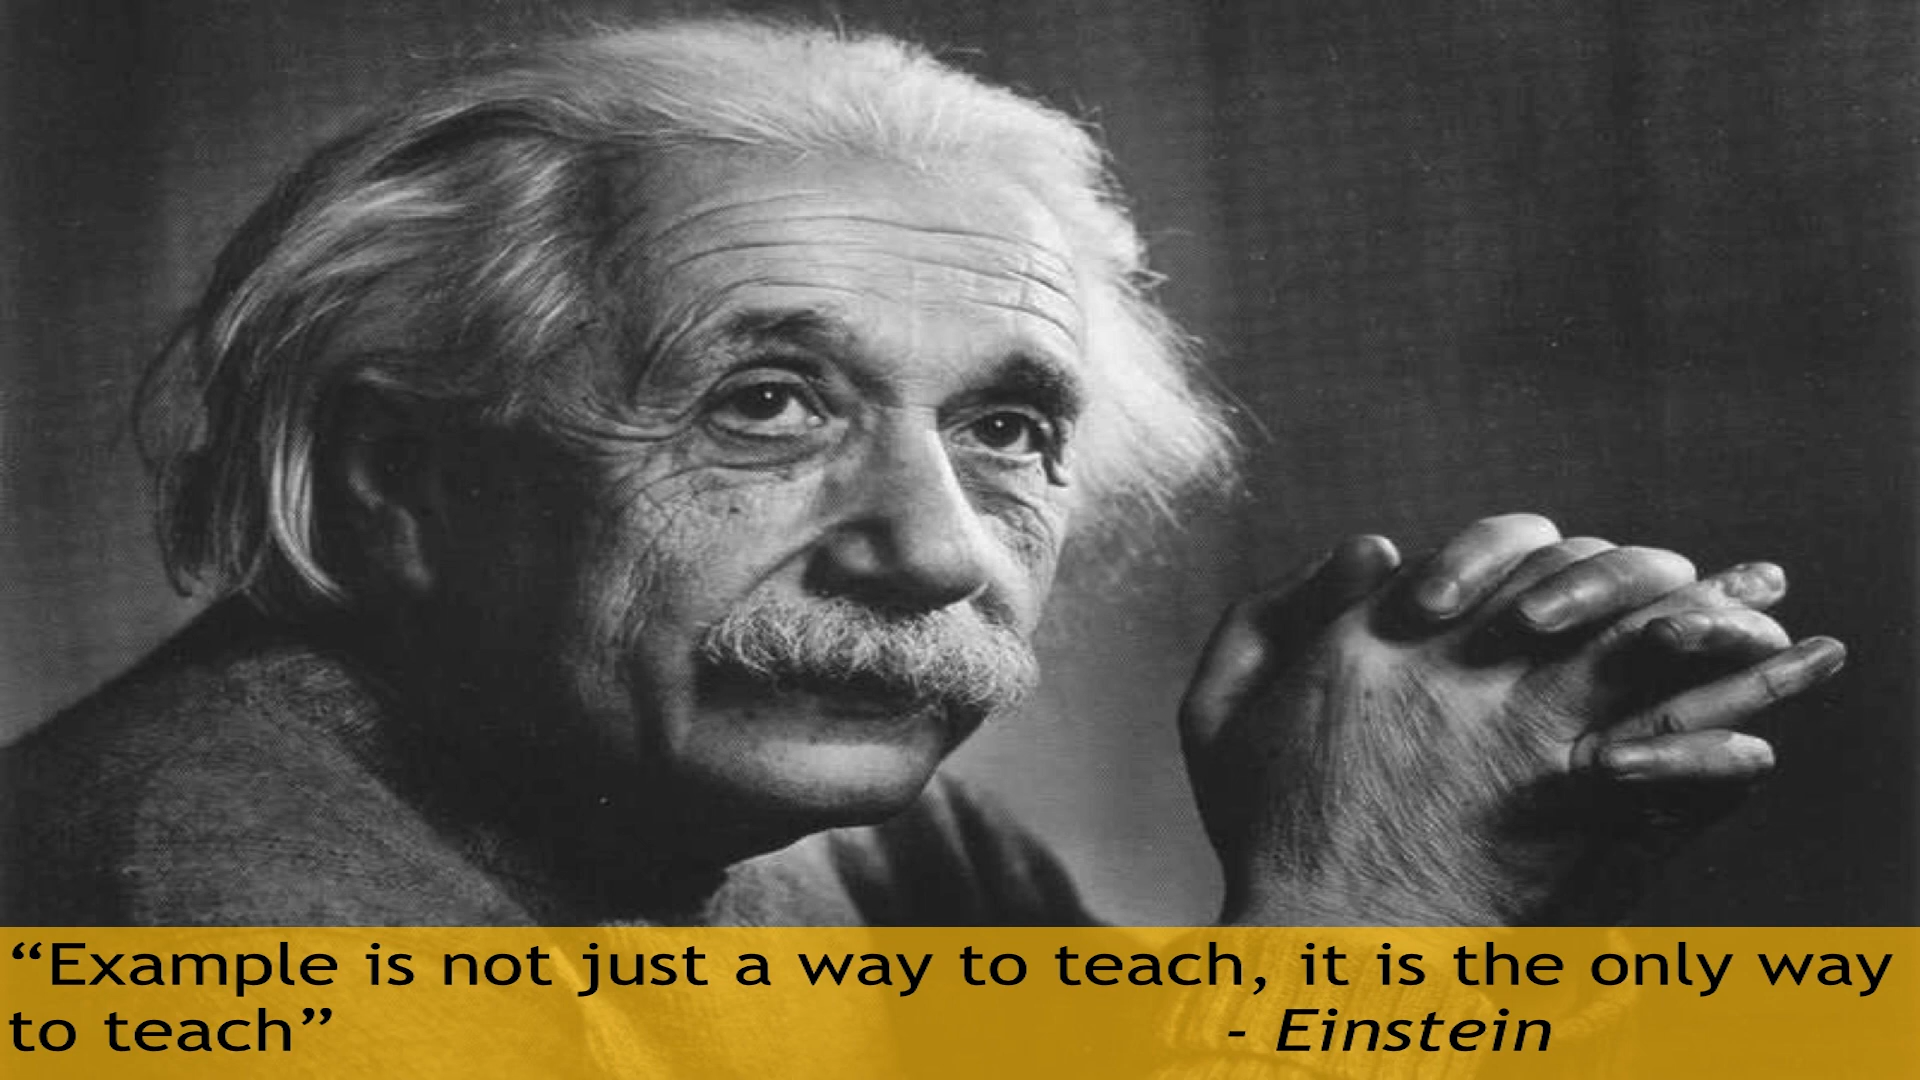 “Example is not just a way to teach, it is the only way
to teach” - Einstein